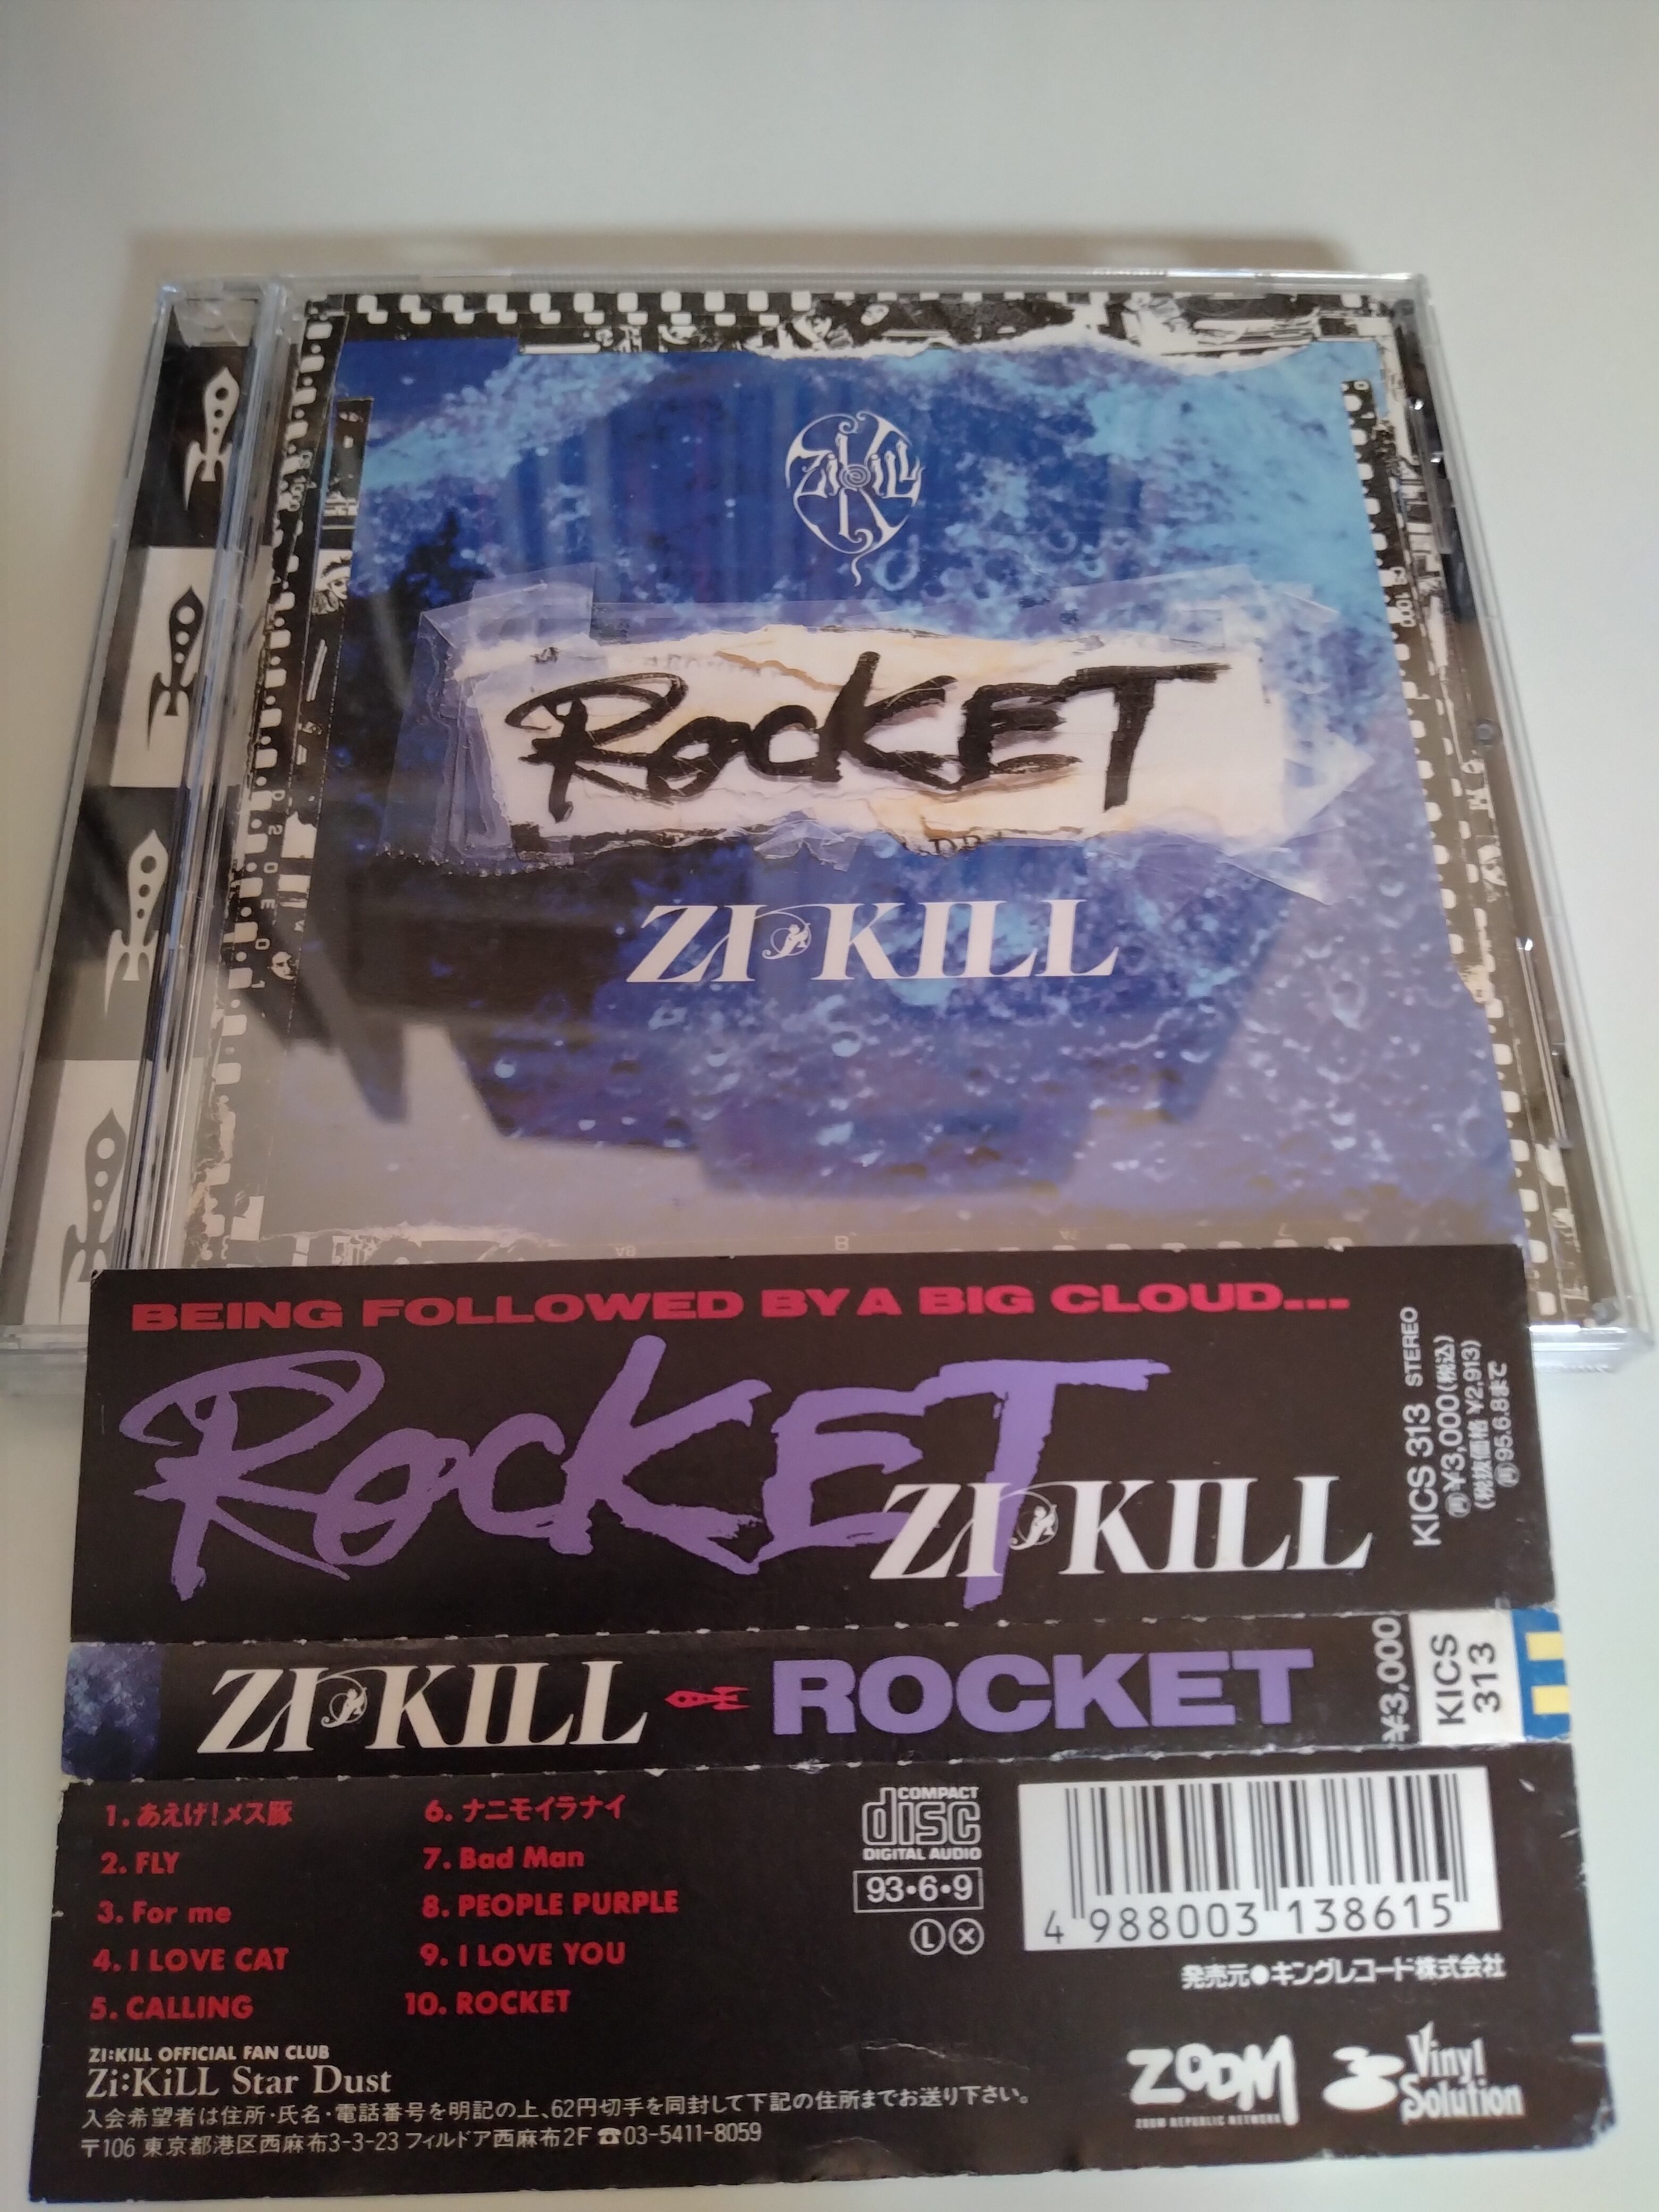 ZiKiLL
RocKET
ZI KILL
BEING FOLLOWED BY A BIG CLOUD...
RocKET
ZI KILL
KICS 313 STEREO
㊢¥3,000(税込)
(税抜価格 ¥2,913)
㊢95.6.8まで
ZI KILL ROCKET
¥3,000
KICS
313
1. あえげ!メス豚
2. FLY
3. For me
4. I LOVE CAT
5. CALLING
6. ナニモイラナイ
7. Bad Man
8. PEOPLE PURPLE
9. I LOVE YOU
10. ROCKET
COMPACT
disc
DIGITAL AUDIO
93・6・9
Ⓛ ⓧ
4 988003 138615
発売元●キングレコード株式会社
ZI:KILL OFFICIAL FAN CLUB
Zi:KiLL Star Dust
入会希望者は住所・氏名・電話番号を明記の上、62円切手を同封して下記の住所までお送り下さい。
〒106 東京都港区西麻布3-3-23 フィルドア西麻布2F ☎03-5411-8059
ZOOM
ZOOM REPUBLIC NETWORK
Vinyl
Solution